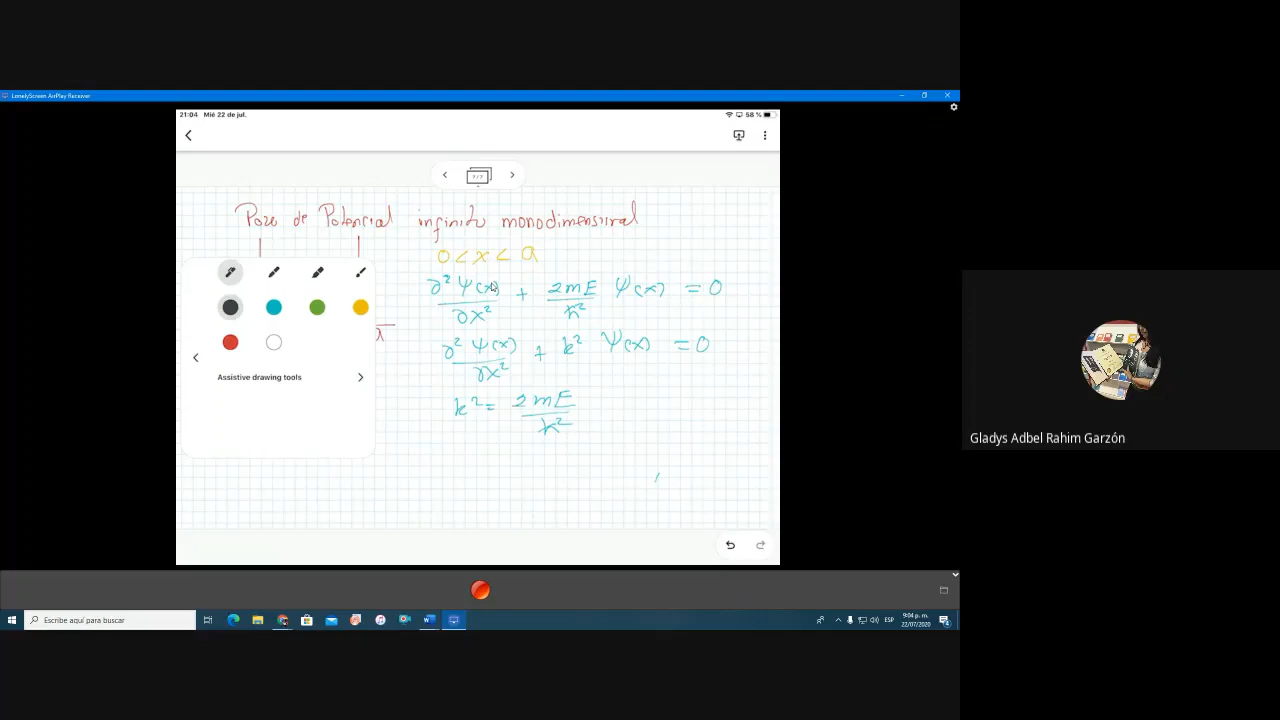 LonelyScreen AirPlay Receiver
21:04 Mié 22 de jul.
58 %
7 / 7
Pozo de Potencial infinito monodimensional
0 < x < a
∂² Ψ(x) / ∂x² + 2mE / ħ² Ψ(x) = 0
∂² Ψ(x) / ∂x² + k² Ψ(x) = 0
k² = 2mE / ħ²
Assistive drawing tools
Gladys Adbel Rahim Garzón
Escribe aquí para buscar
ESP
9:04 p. m.
22/07/2020